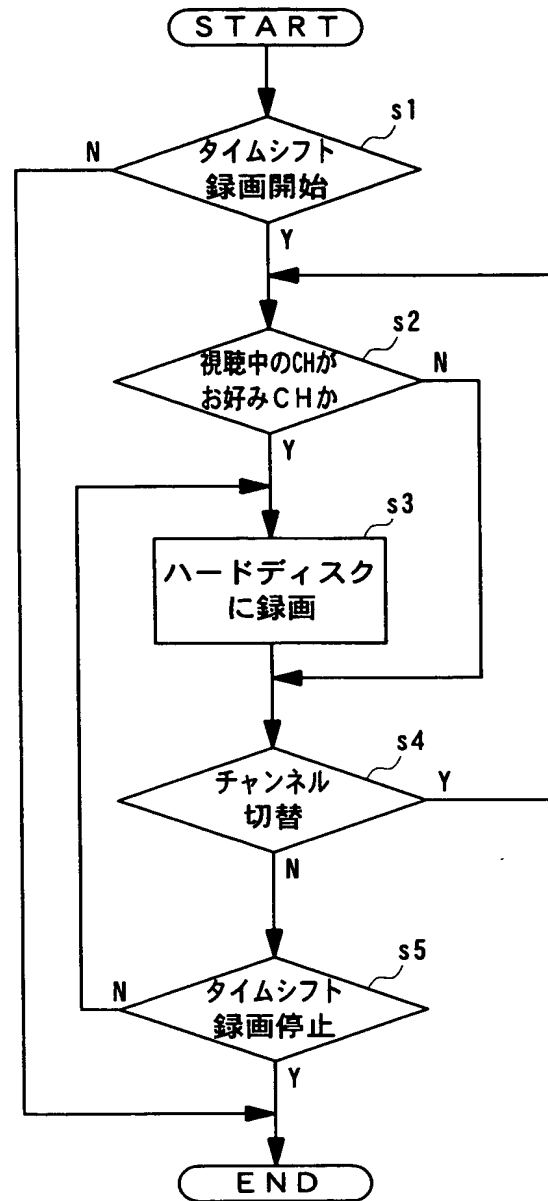 START
s1
N
タイムシフト
録画開始
Y
s2
視聴中のCHが
お好みCHか
N
Y
s3
ハードディスク
に録画
s4
チャンネル
切替
Y
N
s5
N
タイムシフト
録画停止
Y
END